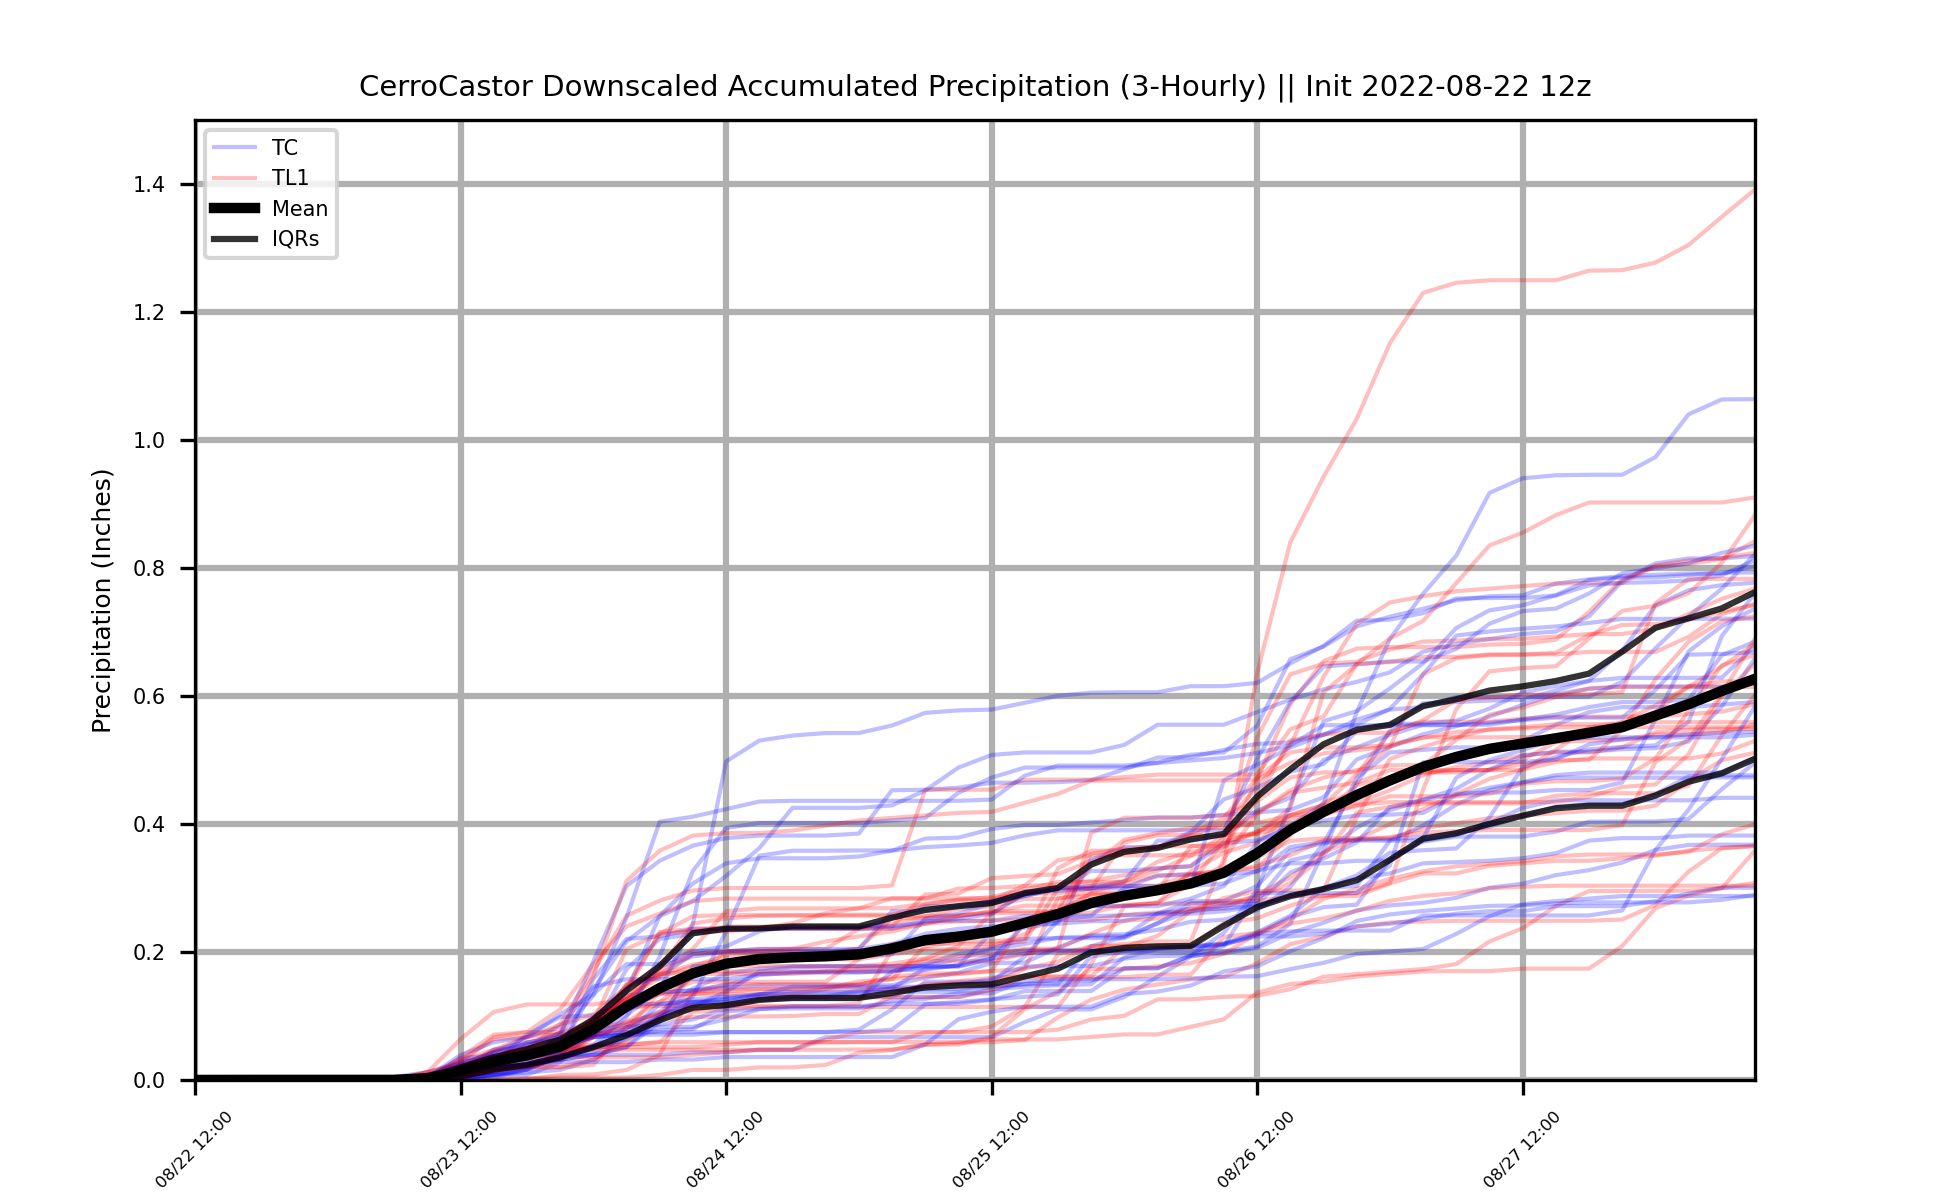 CerroCastor Downscaled Accumulated Precipitation (3-Hourly) || Init 2022-08-22 12z
TC
TL1
Mean
IQRs
Precipitation (Inches)
1.4
1.2
1.0
0.8
0.6
0.4
0.2
0.0
08/22 12:00
08/23 12:00
08/24 12:00
08/25 12:00
08/26 12:00
08/27 12:00